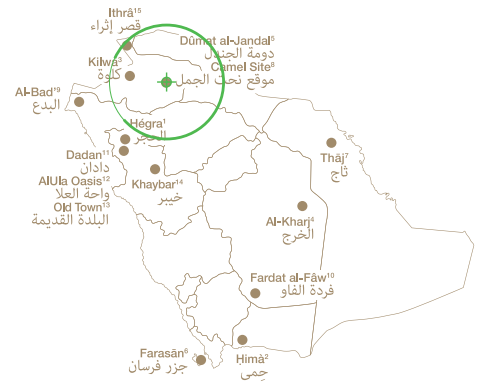 Ithrâ¹⁵
قصر إثراء
Dûmat al-Jandal⁵
دومة الجندل
Kilwa³
كلوة
Camel Site⁸
موقع نحت الجمل
Al-Bad'⁹
البدع
Hégra¹
الحجر
Dadan¹¹
دادان
AlUla Oasis¹²
واحة العلا
Old Town¹³
البلدة القديمة
Khaybar¹⁴
خيبر
Thâj⁷
ثاج
Al-Kharj⁴
الخرج
Fardat al-Fâw¹⁰
فردة الفاو
Ḥimà²
حِمى
Farasân⁶
جزر فرسان